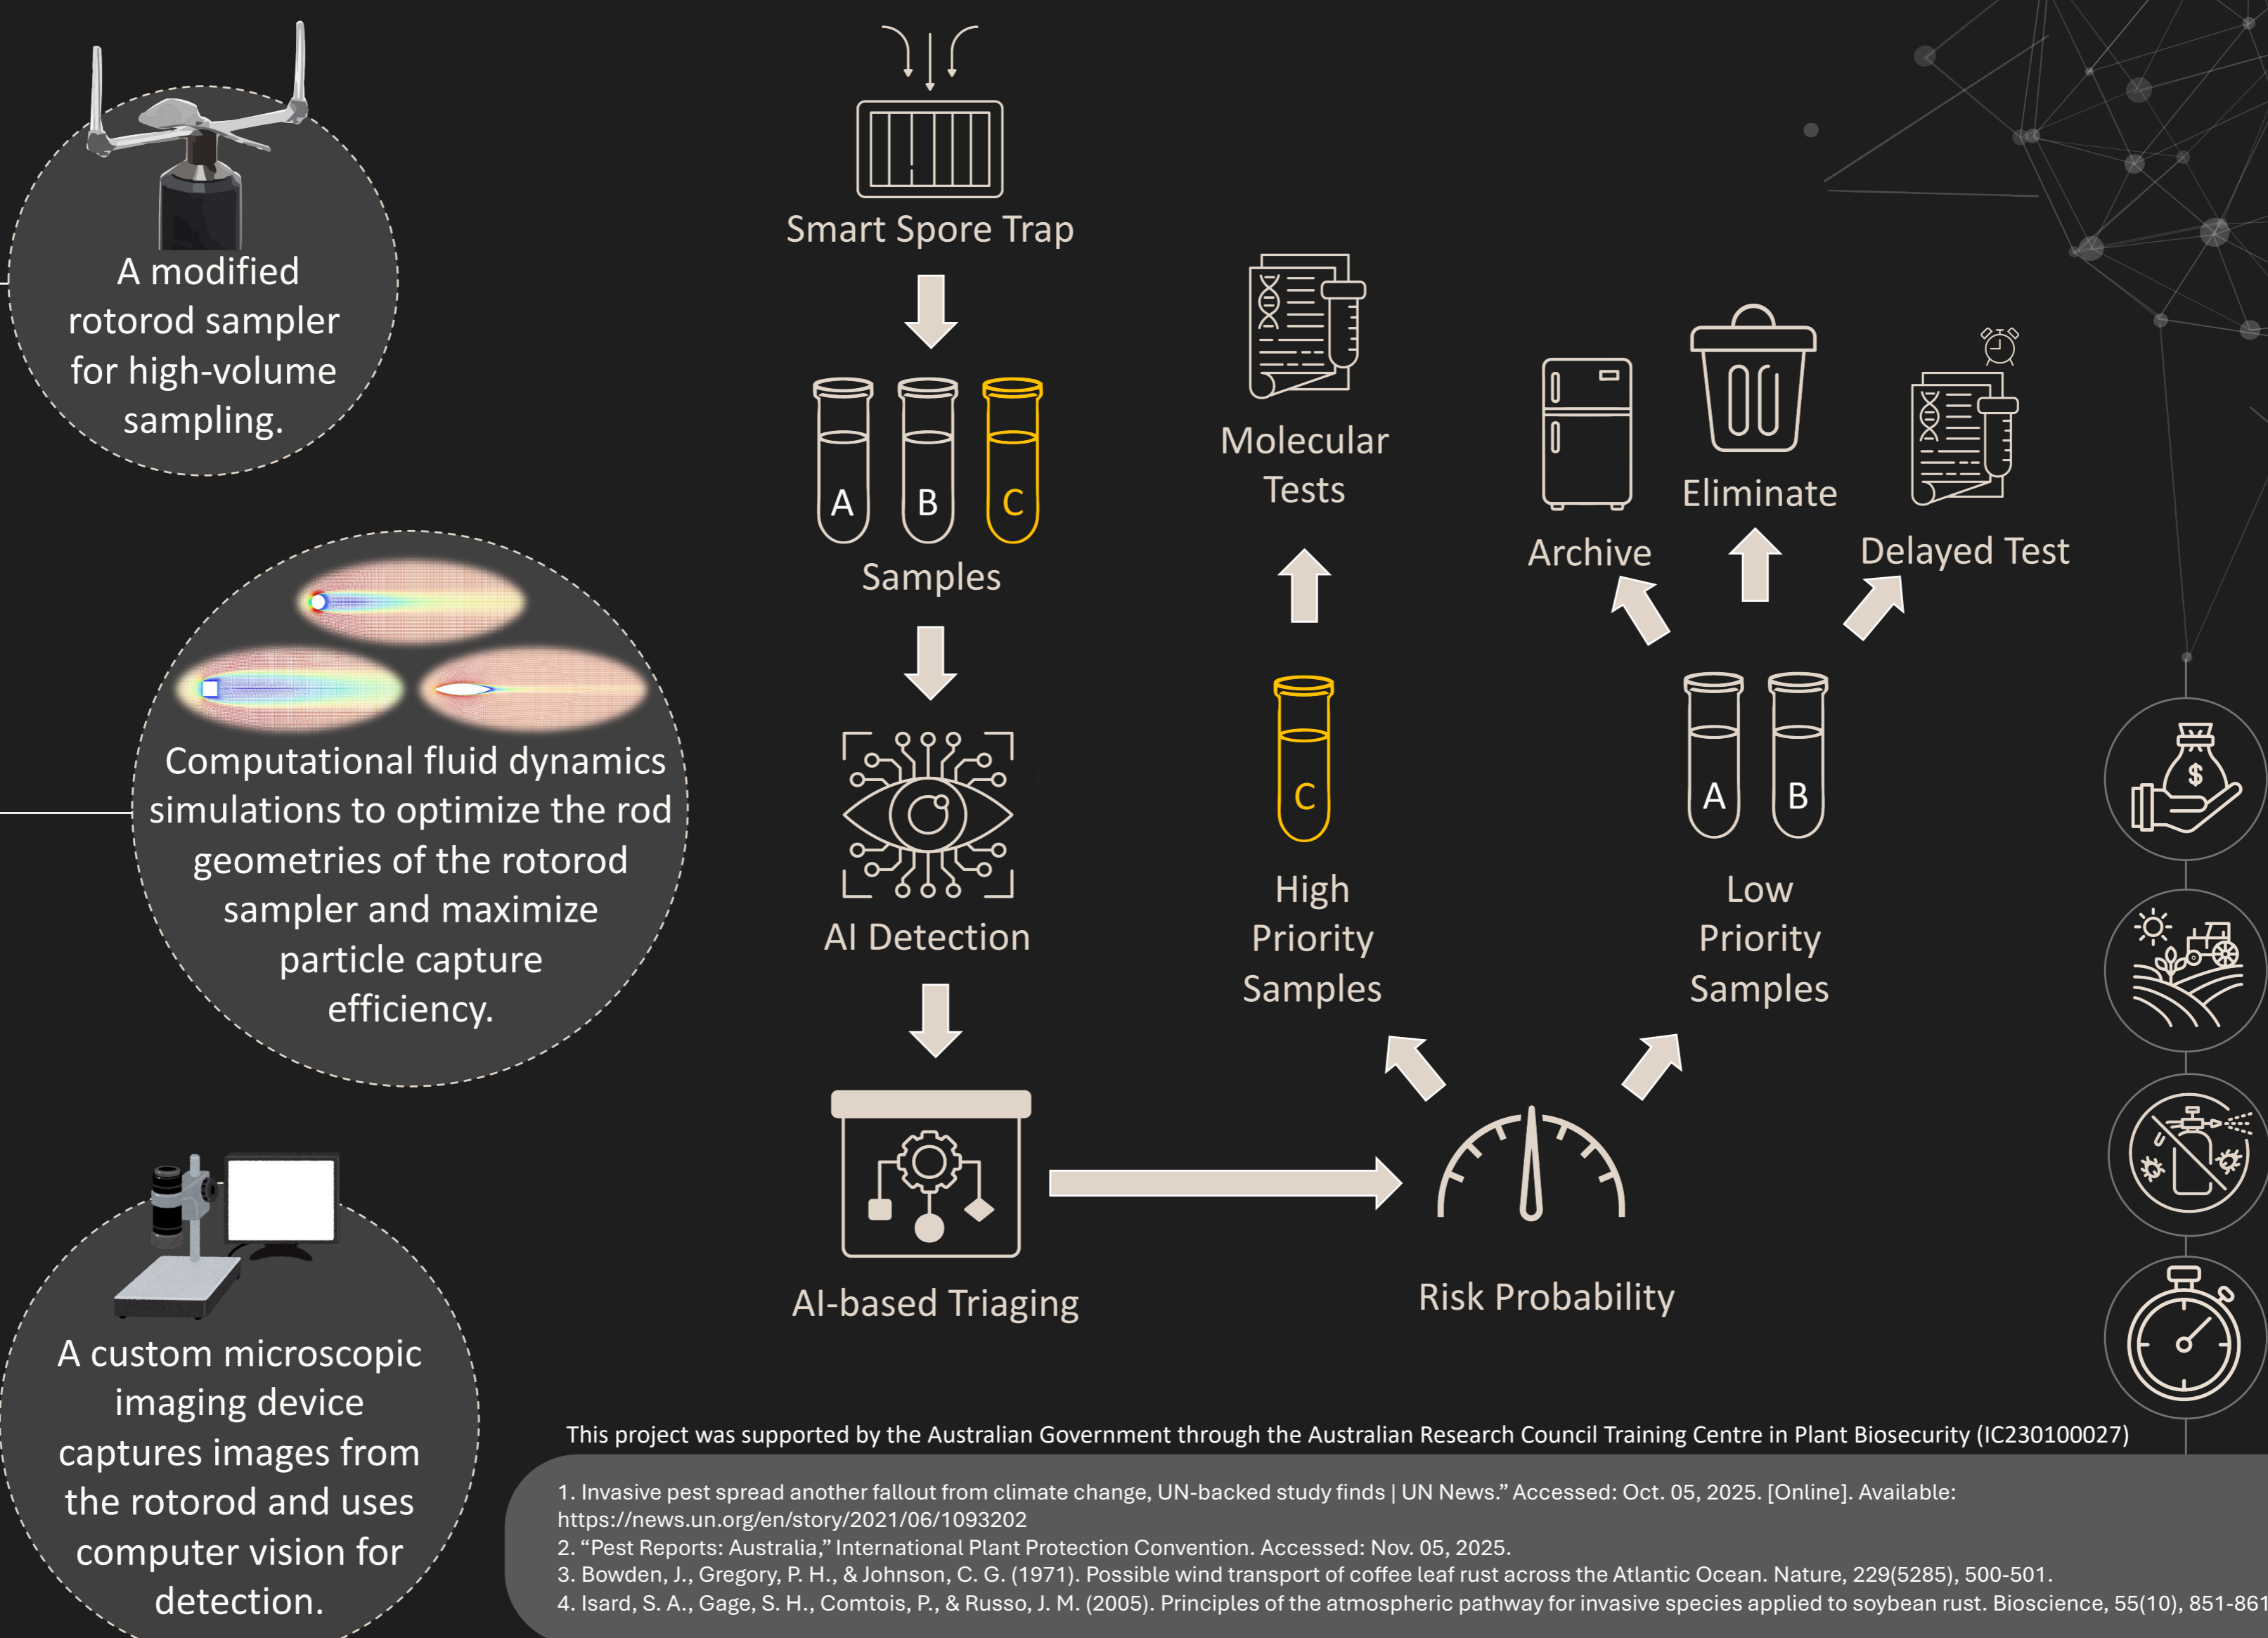 A modified
rotorod sampler
for high-volume
sampling.
Computational fluid dynamics
simulations to optimize the rod
geometries of the rotorod
sampler and maximize
particle capture
efficiency.
A custom microscopic
imaging device
captures images from
the rotorod and uses
computer vision for
detection.
Smart Spore Trap
A
B
C
Samples
AI Detection
AI-based Triaging
Risk Probability
C
High
Priority
Samples
Molecular
Tests
A
B
Low
Priority
Samples
Archive
Eliminate
Delayed Test
$
This project was supported by the Australian Government through the Australian Research Council Training Centre in Plant Biosecurity (IC230100027)
1. Invasive pest spread another fallout from climate change, UN-backed study finds | UN News.” Accessed: Oct. 05, 2025. [Online]. Available:
https://news.un.org/en/story/2021/06/1093202
2. “Pest Reports: Australia,” International Plant Protection Convention. Accessed: Nov. 05, 2025.
3. Bowden, J., Gregory, P. H., & Johnson, C. G. (1971). Possible wind transport of coffee leaf rust across the Atlantic Ocean. Nature, 229(5285), 500-501.
4. Isard, S. A., Gage, S. H., Comtois, P., & Russo, J. M. (2005). Principles of the atmospheric pathway for invasive species applied to soybean rust. Bioscience, 55(10), 851-861